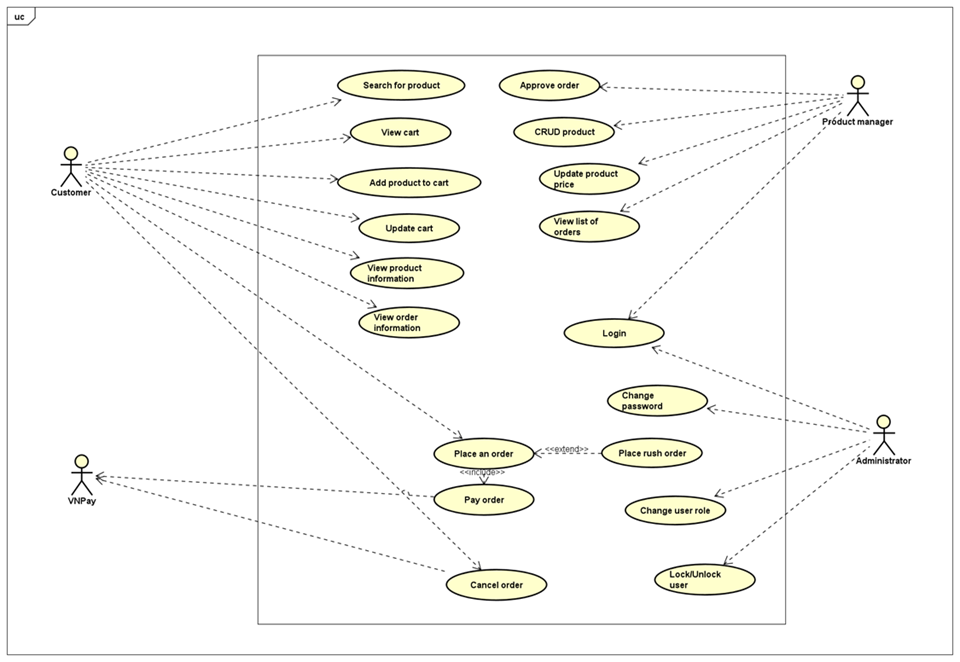 uc
Search for product
Approve order
View cart
CRUD product
Product manager
Customer
Add product to cart
Update product
price
Update cart
View list of
orders
View product
information
View order
information
Login
Change
password
Place an order
<<extend>>
Place rush order
Administrator
<<include>>
VNPay
Pay order
Change user role
Cancel order
Lock/Unlock
user